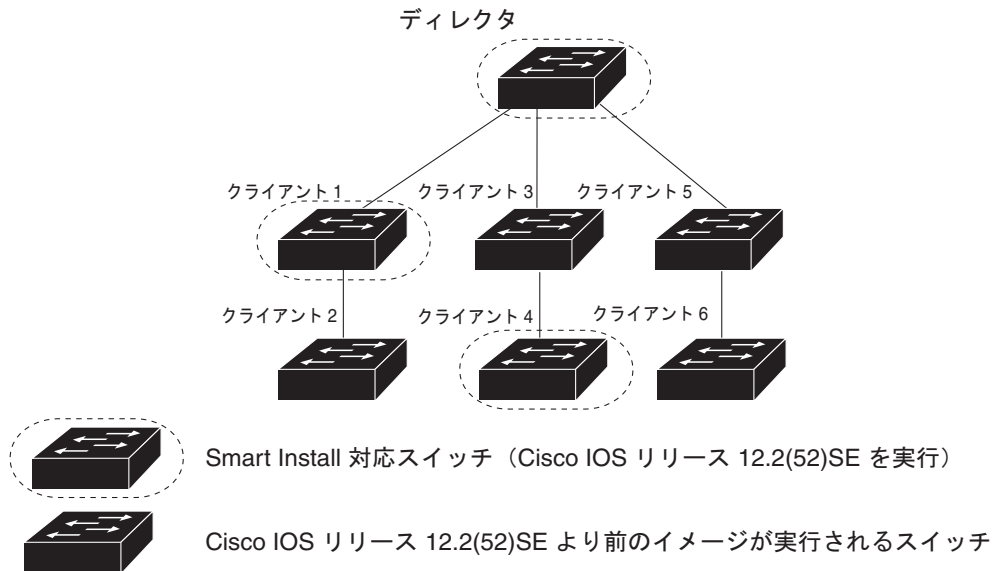 ディレクタ
クライアント 1
クライアント 3
クライアント 5
クライアント 2
クライアント 4
クライアント 6
Smart Install 対応スイッチ（Cisco IOS リリース 12.2(52)SE を実行）
Cisco IOS リリース 12.2(52)SE より前のイメージが実行されるスイッチ